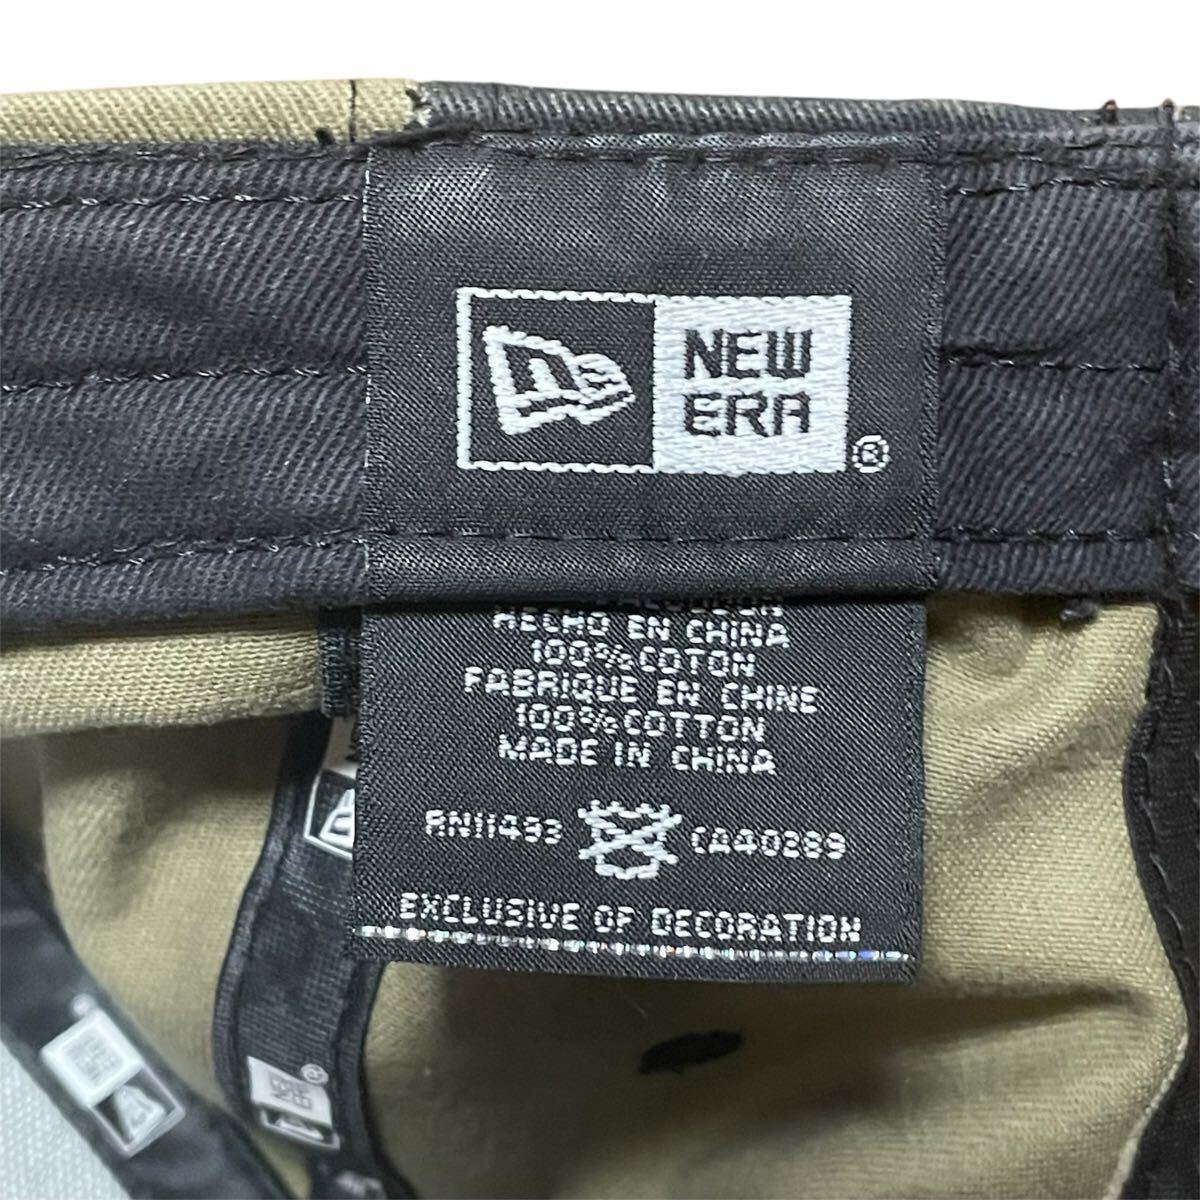 NEW
ERA
®
HECHO EN CHINA
100%COTON
FABRIQUE EN CHINE
100%COTTON
MADE IN CHINA
RN11493 CA40289
EXCLUSIVE OF DECORATION